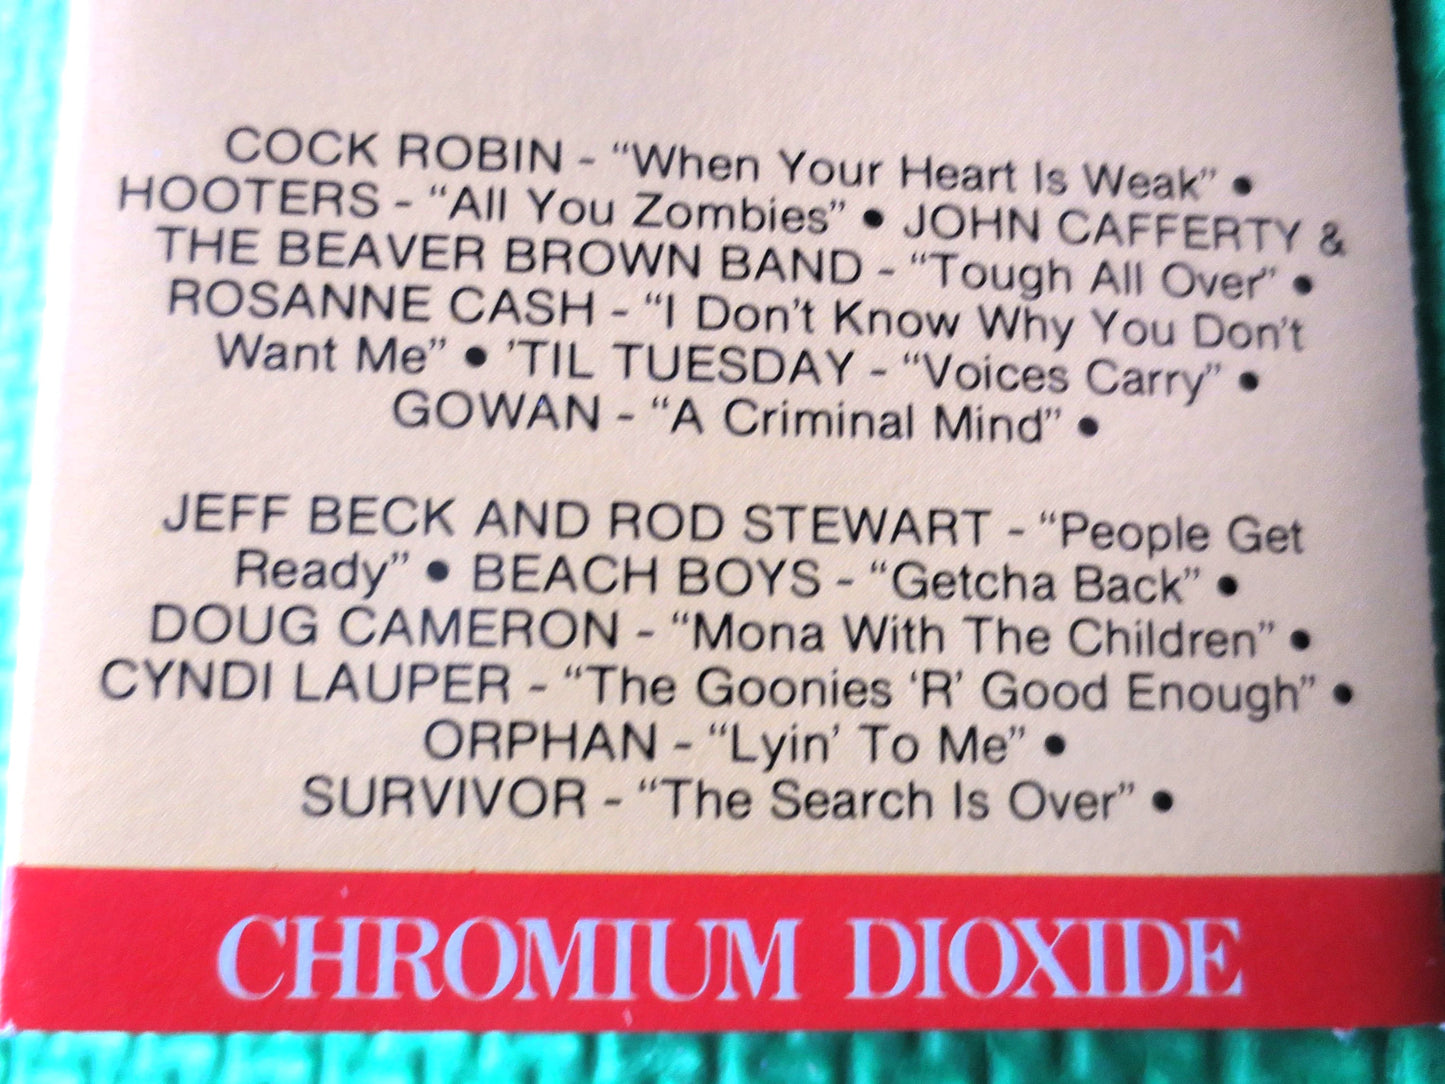 COCK ROBIN - “When Your Heart Is Weak” •
HOOTERS - “All You Zombies” • JOHN CAFFERTY &
THE BEAVER BROWN BAND - “Tough All Over” •
ROSANNE CASH - “I Don’t Know Why You Don’t
Want Me” • ’TIL TUESDAY - “Voices Carry” •
GOWAN - “A Criminal Mind” •
JEFF BECK AND ROD STEWART - “People Get
Ready” • BEACH BOYS - “Getcha Back” •
DOUG CAMERON - “Mona With The Children” •
CYNDI LAUPER - “The Goonies ‘R’ Good Enough” •
ORPHAN - “Lyin’ To Me” •
SURVIVOR - “The Search Is Over” •
CHROMIUM DIOXIDE